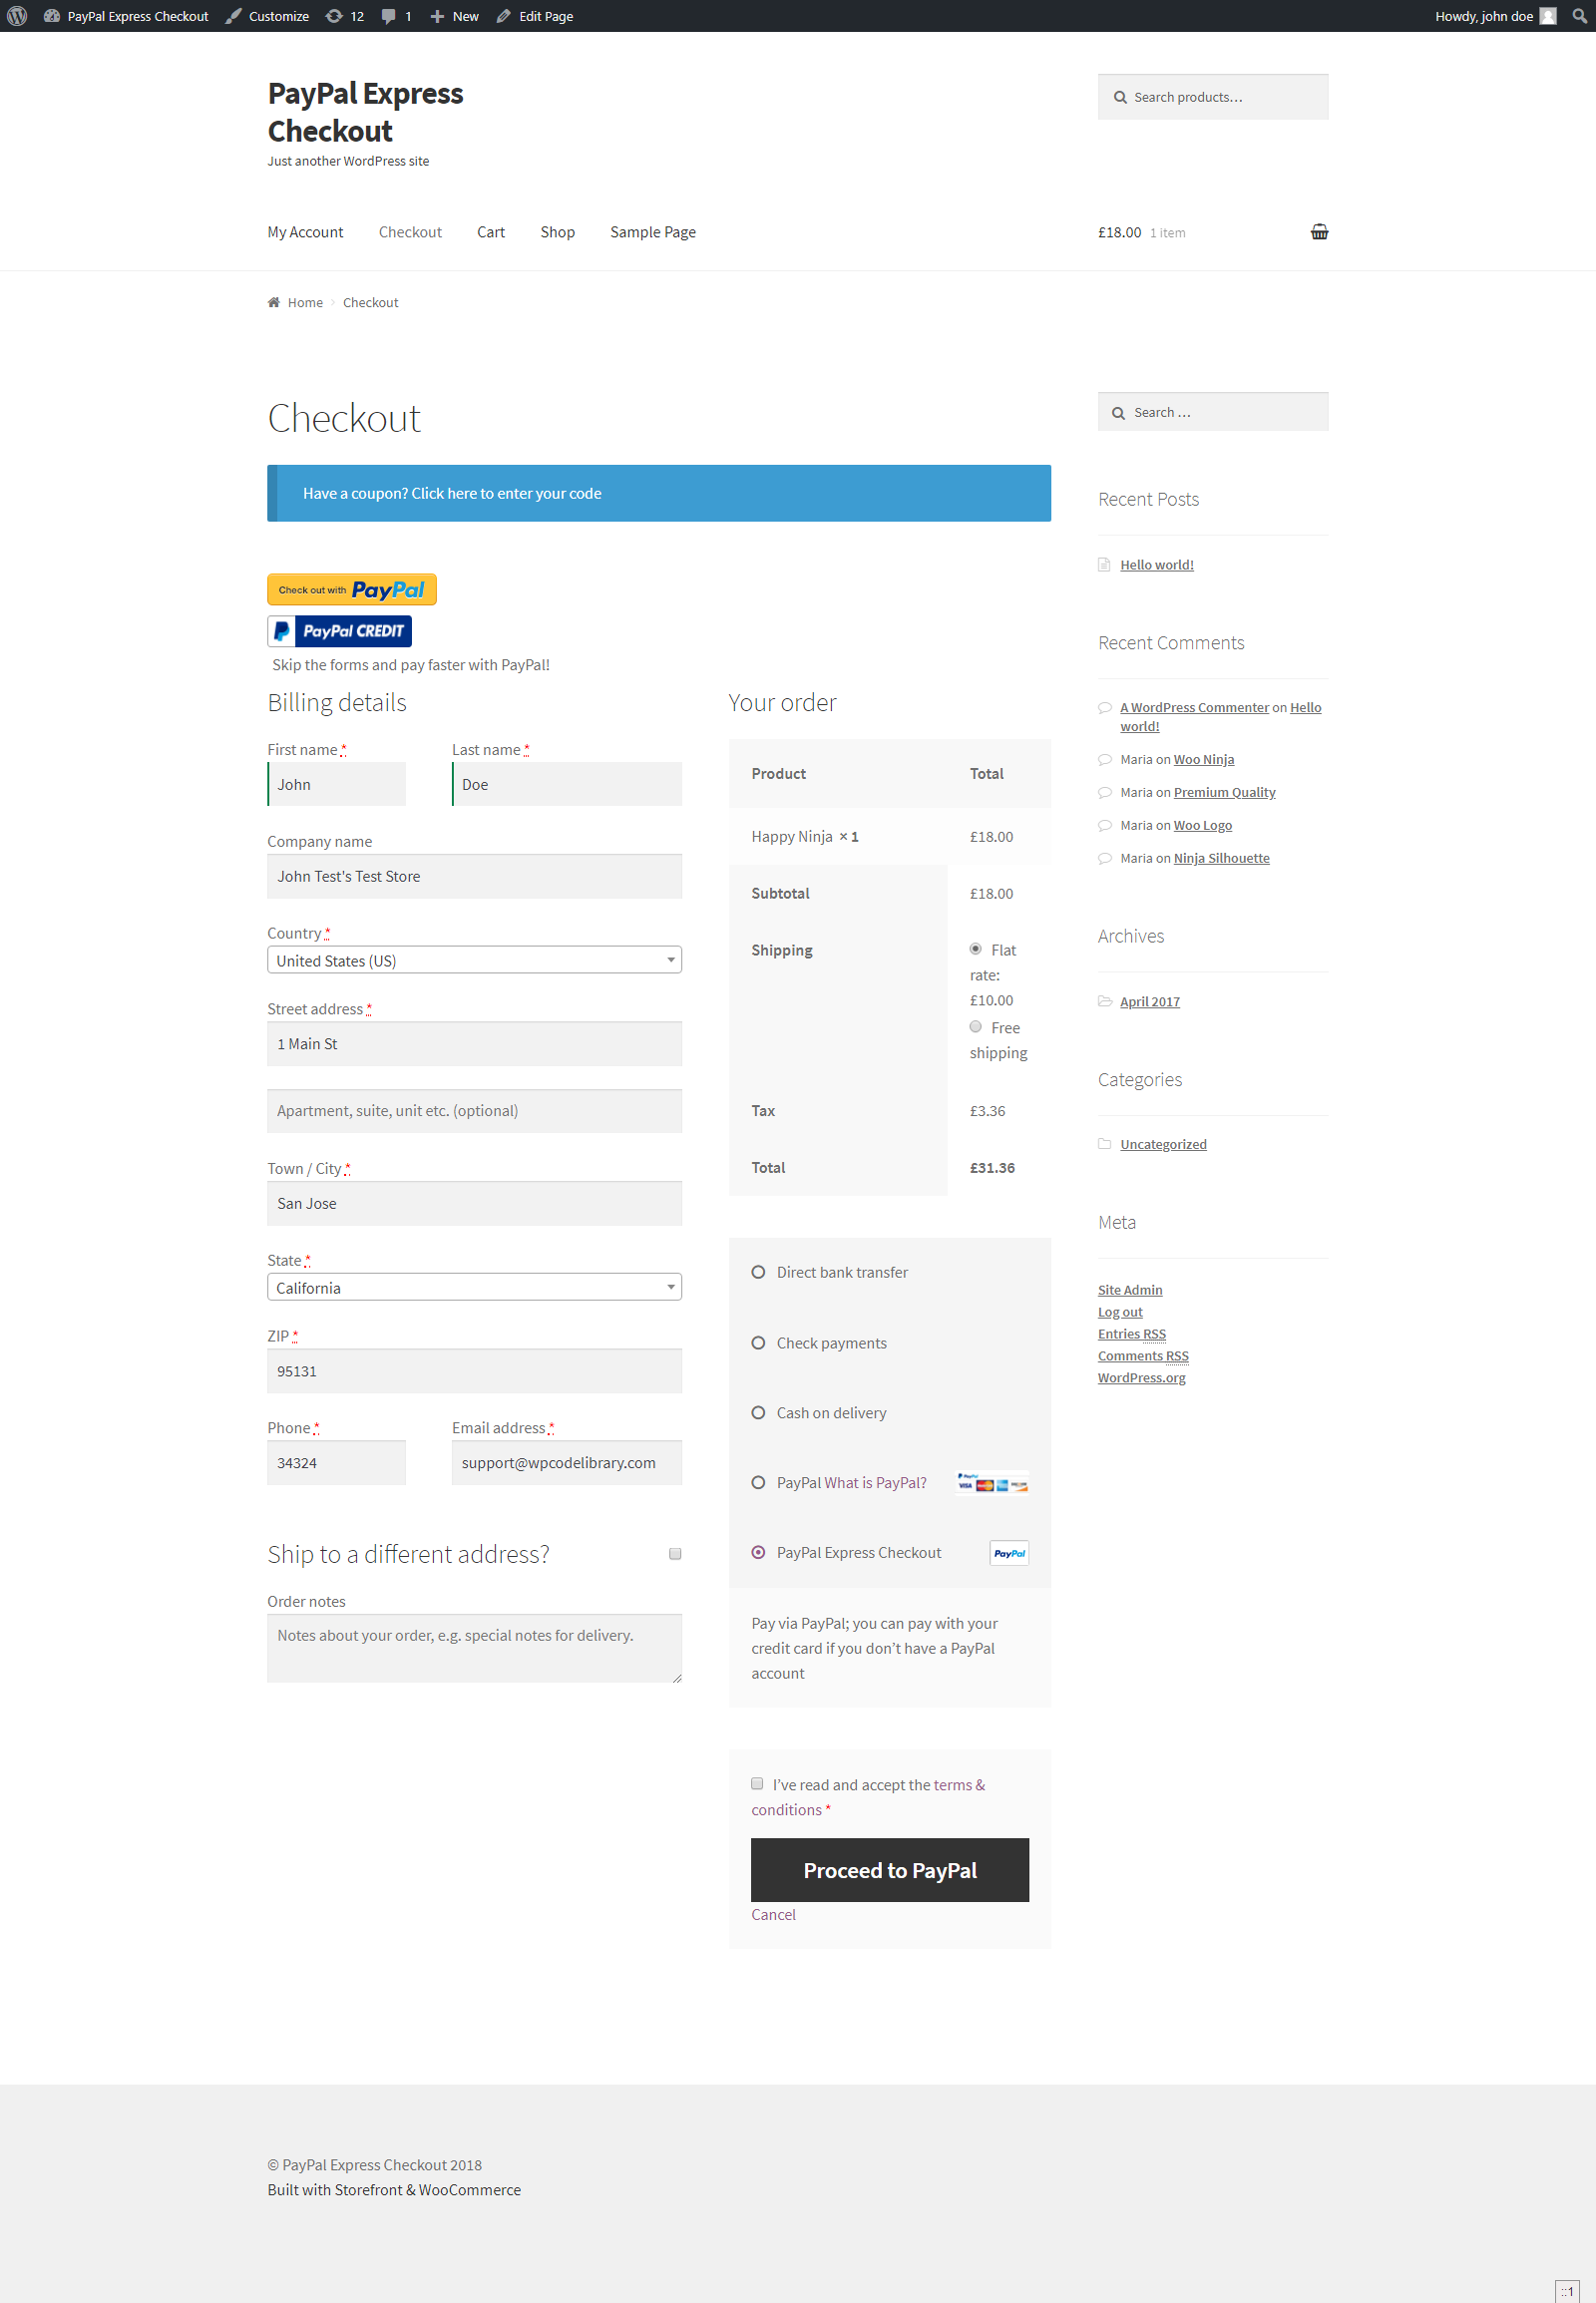 PayPal Express Checkout Customize 12 1 New Edit Page Howdy, john doe
PayPal Express
Checkout
Just another WordPress site
Search products…
My Account Checkout Cart Shop Sample Page £18.00 1 item
Home Checkout
Checkout
Have a coupon? Click here to enter your code
Check out with PayPal
PayPal CREDIT
Skip the forms and pay faster with PayPal!
Billing details
First name * Last name *
John Doe
Company name
John Test's Test Store
Country *
United States (US)
Street address *
1 Main St
Apartment, suite, unit etc. (optional)
Town / City *
San Jose
State *
California
ZIP *
95131
Phone * Email address *
34324 support@wpcodelibrary.com
Ship to a different address?
Order notes
Notes about your order, e.g. special notes for delivery.
Your order
Product Total
Happy Ninja × 1 £18.00
Subtotal £18.00
Shipping Flat
rate:
£10.00
Free
shipping
Tax £3.36
Total £31.36
Direct bank transfer
Check payments
Cash on delivery
PayPal What is PayPal? PayPal VISA
PayPal Express Checkout PayPal
Pay via PayPal; you can pay with your
credit card if you don’t have a PayPal
account
I’ve read and accept the terms &
conditions *
Proceed to PayPal
Cancel
Search …
Recent Posts
Hello world!
Recent Comments
A WordPress Commenter on Hello
world!
Maria on Woo Ninja
Maria on Premium Quality
Maria on Woo Logo
Maria on Ninja Silhouette
Archives
April 2017
Categories
Uncategorized
Meta
Site Admin
Log out
Entries RSS
Comments RSS
WordPress.org
© PayPal Express Checkout 2018
Built with Storefront & WooCommerce
::1